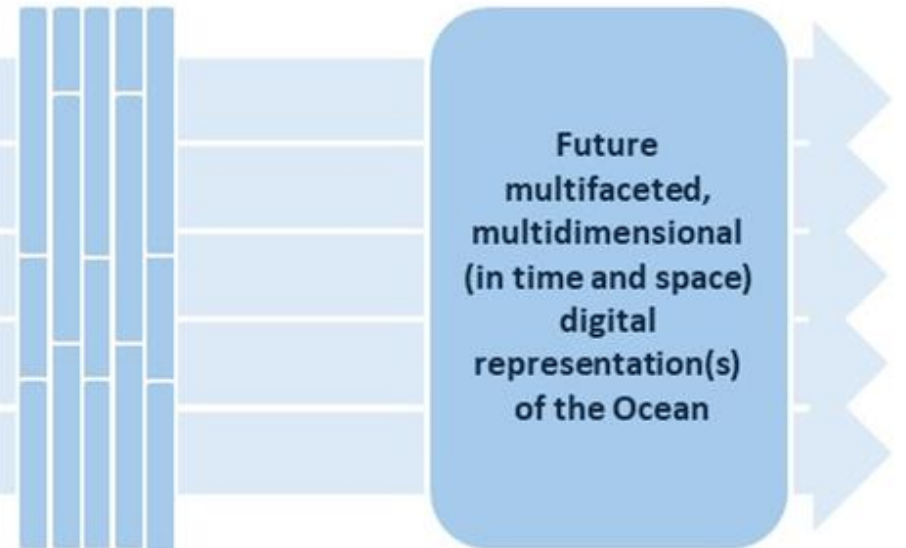 Future
multifaceted,
multidimensional
(in time and space)
digital
representation(s)
of the Ocean